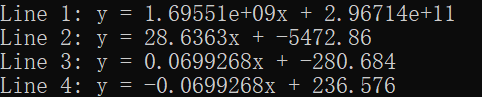 Line 1: y = 1.69551e+09x + 2.96714e+11
Line 2: y = 28.6363x + -5472.86
Line 3: y = 0.0699268x + -280.684
Line 4: y = -0.0699268x + 236.576